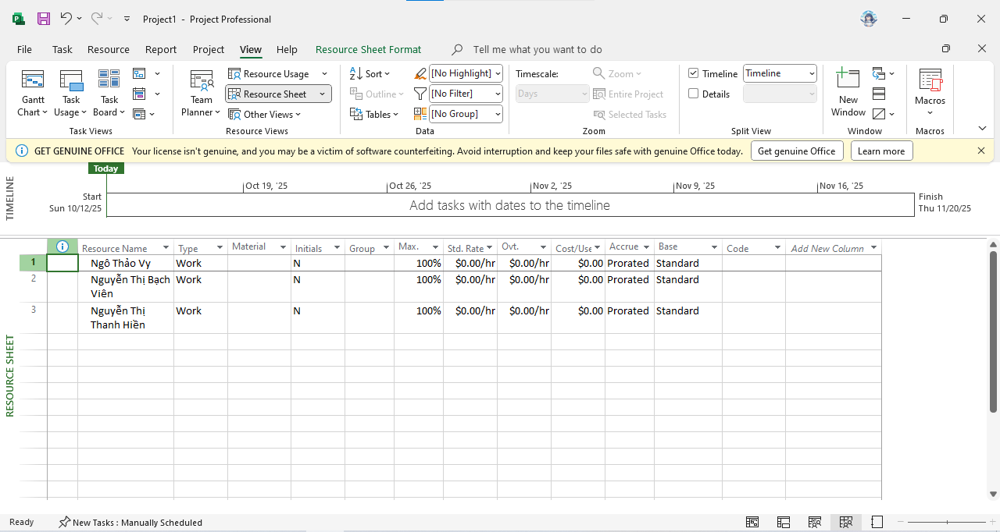 Project1 - Project Professional
File Task Resource Report Project View Help Resource Sheet Format Tell me what you want to do
Gantt Chart
Task Usage
Task Board
Task Views
Team Planner
Resource Usage
Resource Sheet
Other Views
Resource Views
Sort
Outline
Tables
[No Highlight]
[No Filter]
[No Group]
Data
Timescale:
Days
Zoom
Entire Project
Selected Tasks
Zoom
Timeline Timeline
Details
Split View
New Window
Window
Macros
Macros
GET GENUINE OFFICE Your license isn't genuine, and you may be a victim of software counterfeiting. Avoid interruption and keep your files safe with genuine Office today. Get genuine Office Learn more
TIMELINE
Today
Oct 19, '25 Oct 26, '25 Nov 2, '25 Nov 9, '25 Nov 16, '25
Start
Sun 10/12/25
Add tasks with dates to the timeline
Finish
Thu 11/20/25
RESOURCE SHEET
Resource Name Type Material Initials Group Max. Std. Rate Ovt. Cost/Use Accrue Base Code Add New Column
1 Ngô Thảo Vy Work N 100% $0.00/hr $0.00/hr $0.00 Prorated Standard
2 Nguyễn Thị Bạch Work N 100% $0.00/hr $0.00/hr $0.00 Prorated Standard
Viên
3 Nguyễn Thị Work N 100% $0.00/hr $0.00/hr $0.00 Prorated Standard
Thanh Hiền
Ready New Tasks : Manually Scheduled